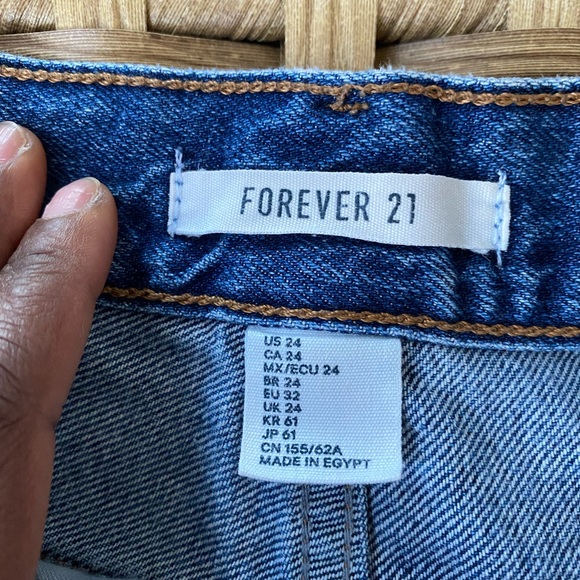 FOREVER 21
US 24
CA 24
MX/ECU 24
BR 24
EU 32
UK 24
KR 61
JP 61
CN 155/62A
MADE IN EGYPT